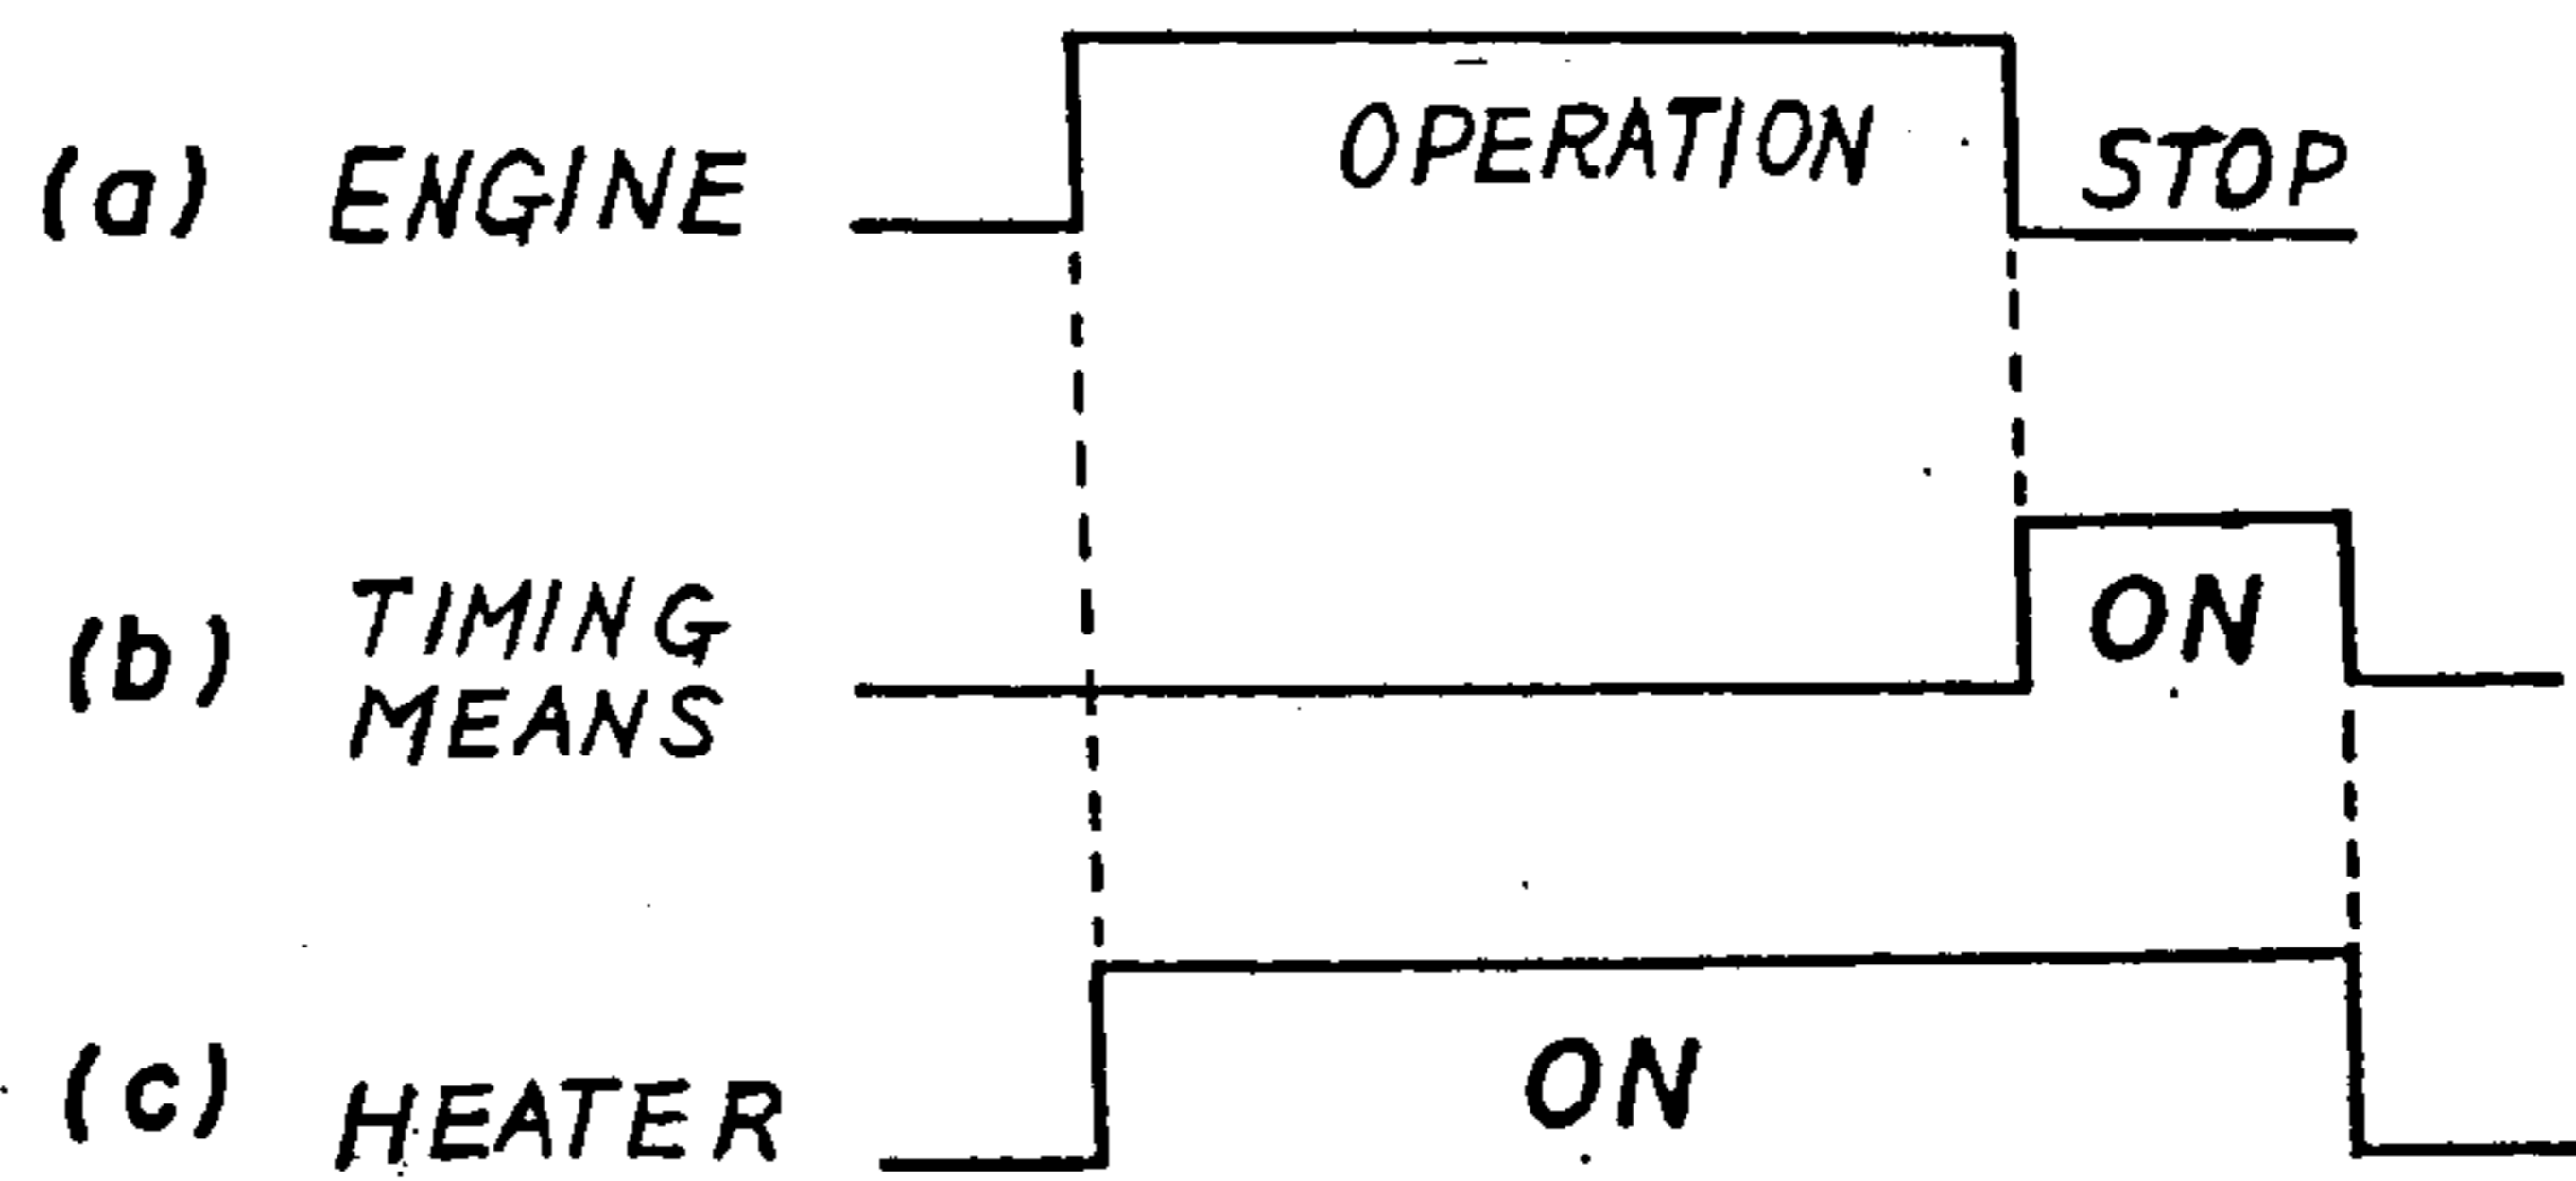 (a) ENGINE OPERATION STOP
(b) TIMING MEANS ON
(c) HEATER ON